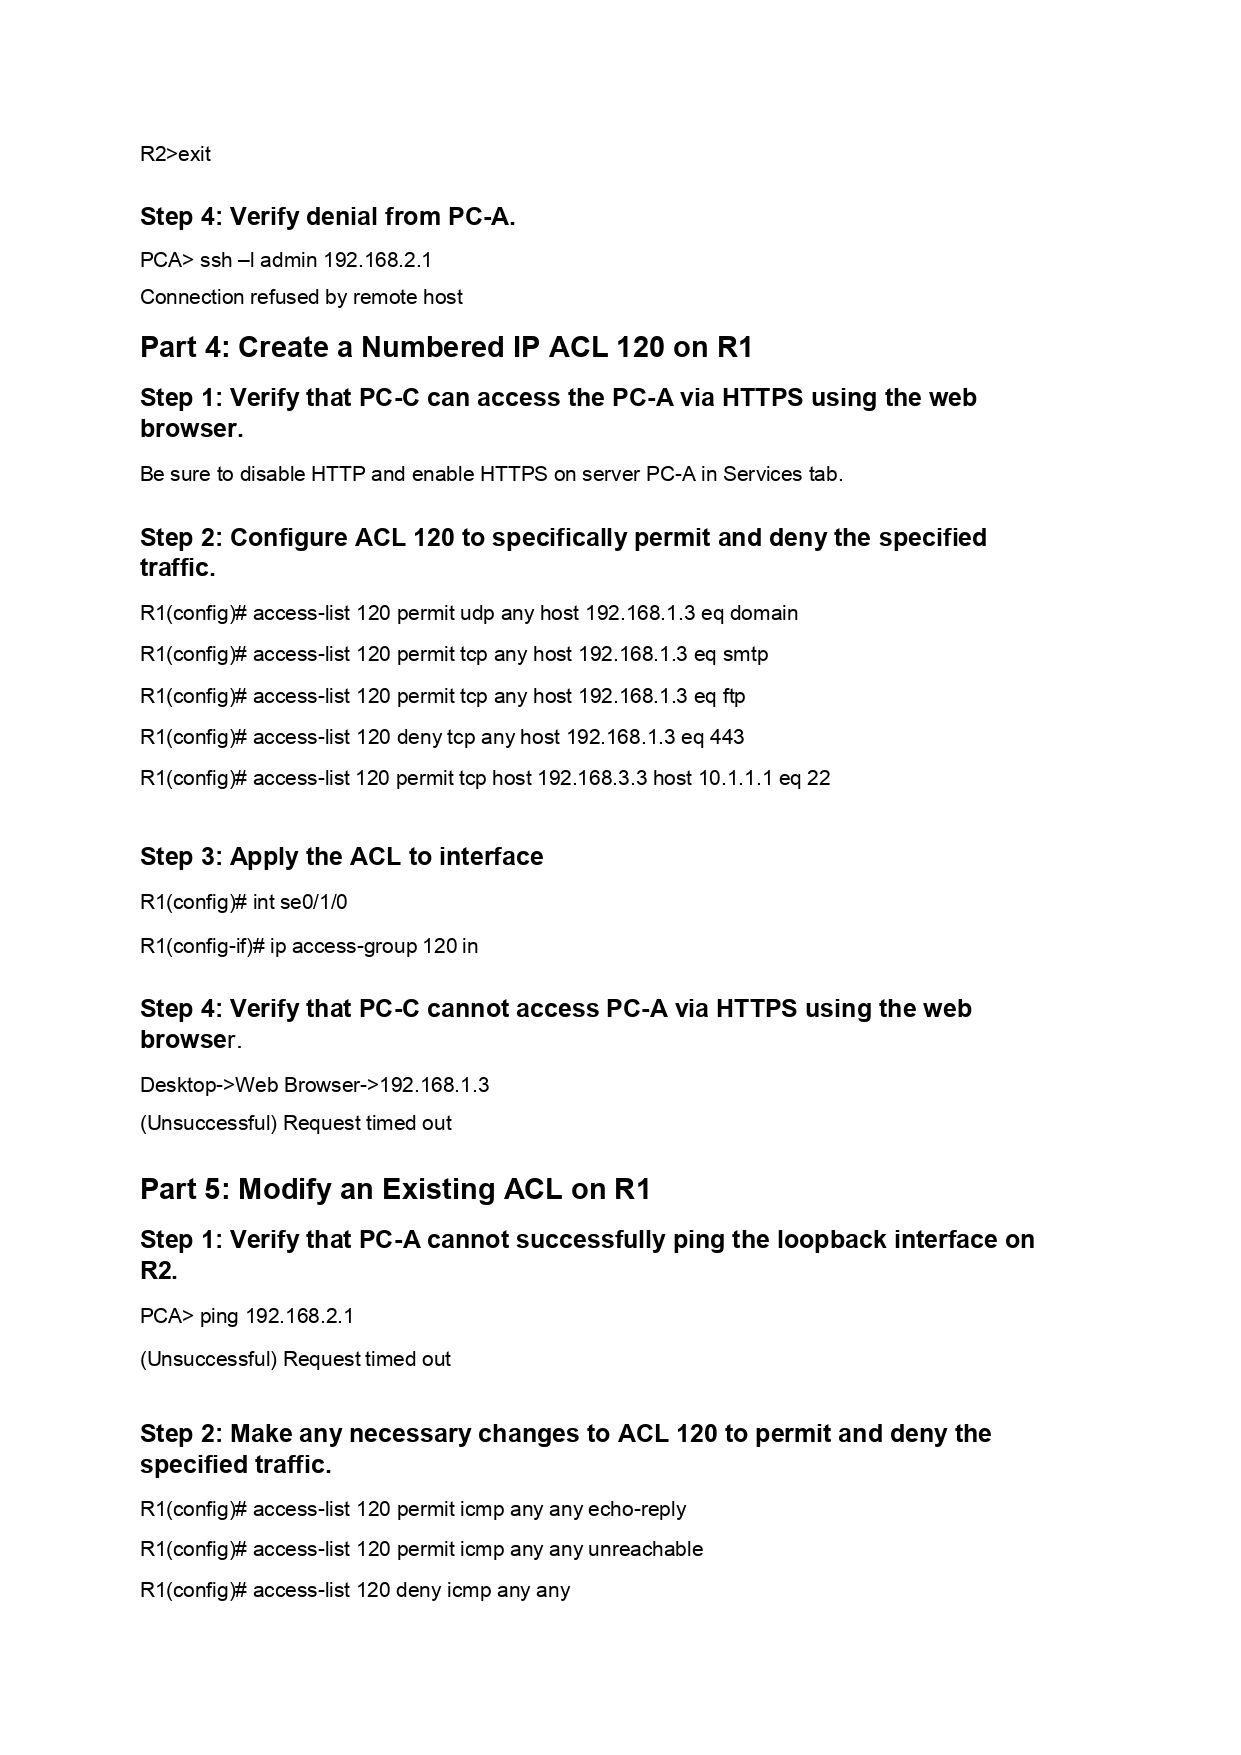 R2>exit
Step 4: Verify denial from PC-A.
PCA> ssh –l admin 192.168.2.1
Connection refused by remote host
Part 4: Create a Numbered IP ACL 120 on R1
Step 1: Verify that PC-C can access the PC-A via HTTPS using the web
browser.
Be sure to disable HTTP and enable HTTPS on server PC-A in Services tab.
Step 2: Configure ACL 120 to specifically permit and deny the specified
traffic.
R1(config)# access-list 120 permit udp any host 192.168.1.3 eq domain
R1(config)# access-list 120 permit tcp any host 192.168.1.3 eq smtp
R1(config)# access-list 120 permit tcp any host 192.168.1.3 eq ftp
R1(config)# access-list 120 deny tcp any host 192.168.1.3 eq 443
R1(config)# access-list 120 permit tcp host 192.168.3.3 host 10.1.1.1 eq 22
Step 3: Apply the ACL to interface
R1(config)# int se0/1/0
R1(config-if)# ip access-group 120 in
Step 4: Verify that PC-C cannot access PC-A via HTTPS using the web
browser.
Desktop->Web Browser->192.168.1.3
(Unsuccessful) Request timed out
Part 5: Modify an Existing ACL on R1
Step 1: Verify that PC-A cannot successfully ping the loopback interface on
R2.
PCA> ping 192.168.2.1
(Unsuccessful) Request timed out
Step 2: Make any necessary changes to ACL 120 to permit and deny the
specified traffic.
R1(config)# access-list 120 permit icmp any any echo-reply
R1(config)# access-list 120 permit icmp any any unreachable
R1(config)# access-list 120 deny icmp any any